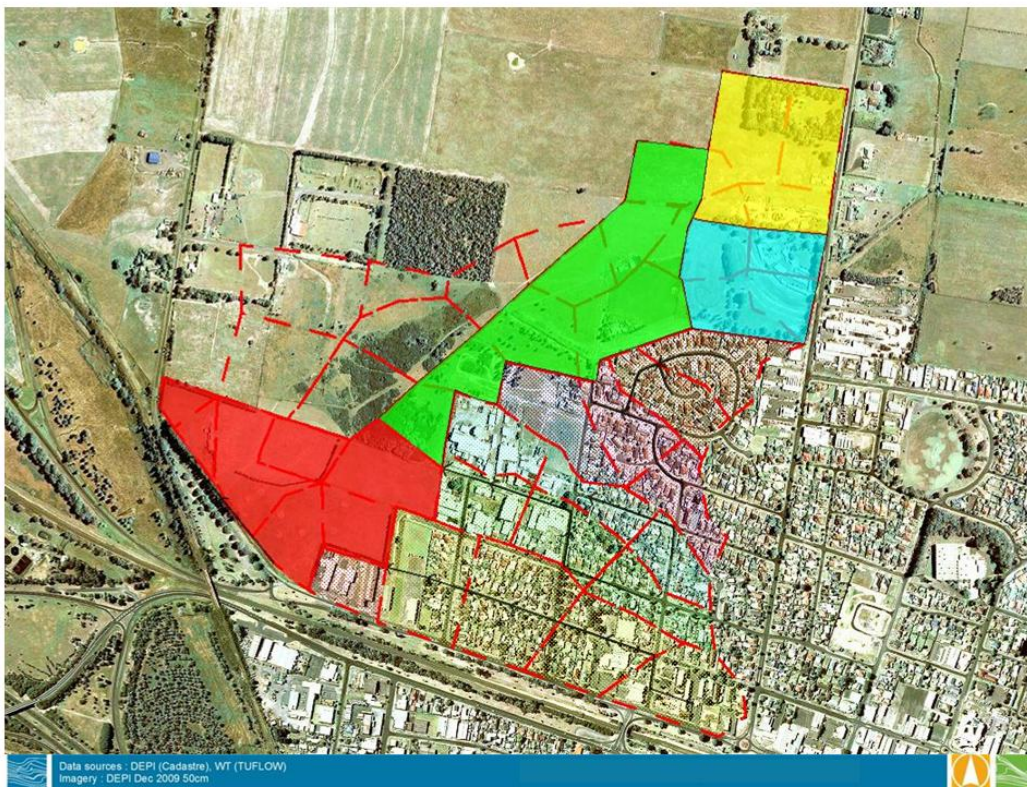 Data sources : DEPI (Cadastre), WT (TUFLOW)
Imagery : DEPI Dec 2009 50cm